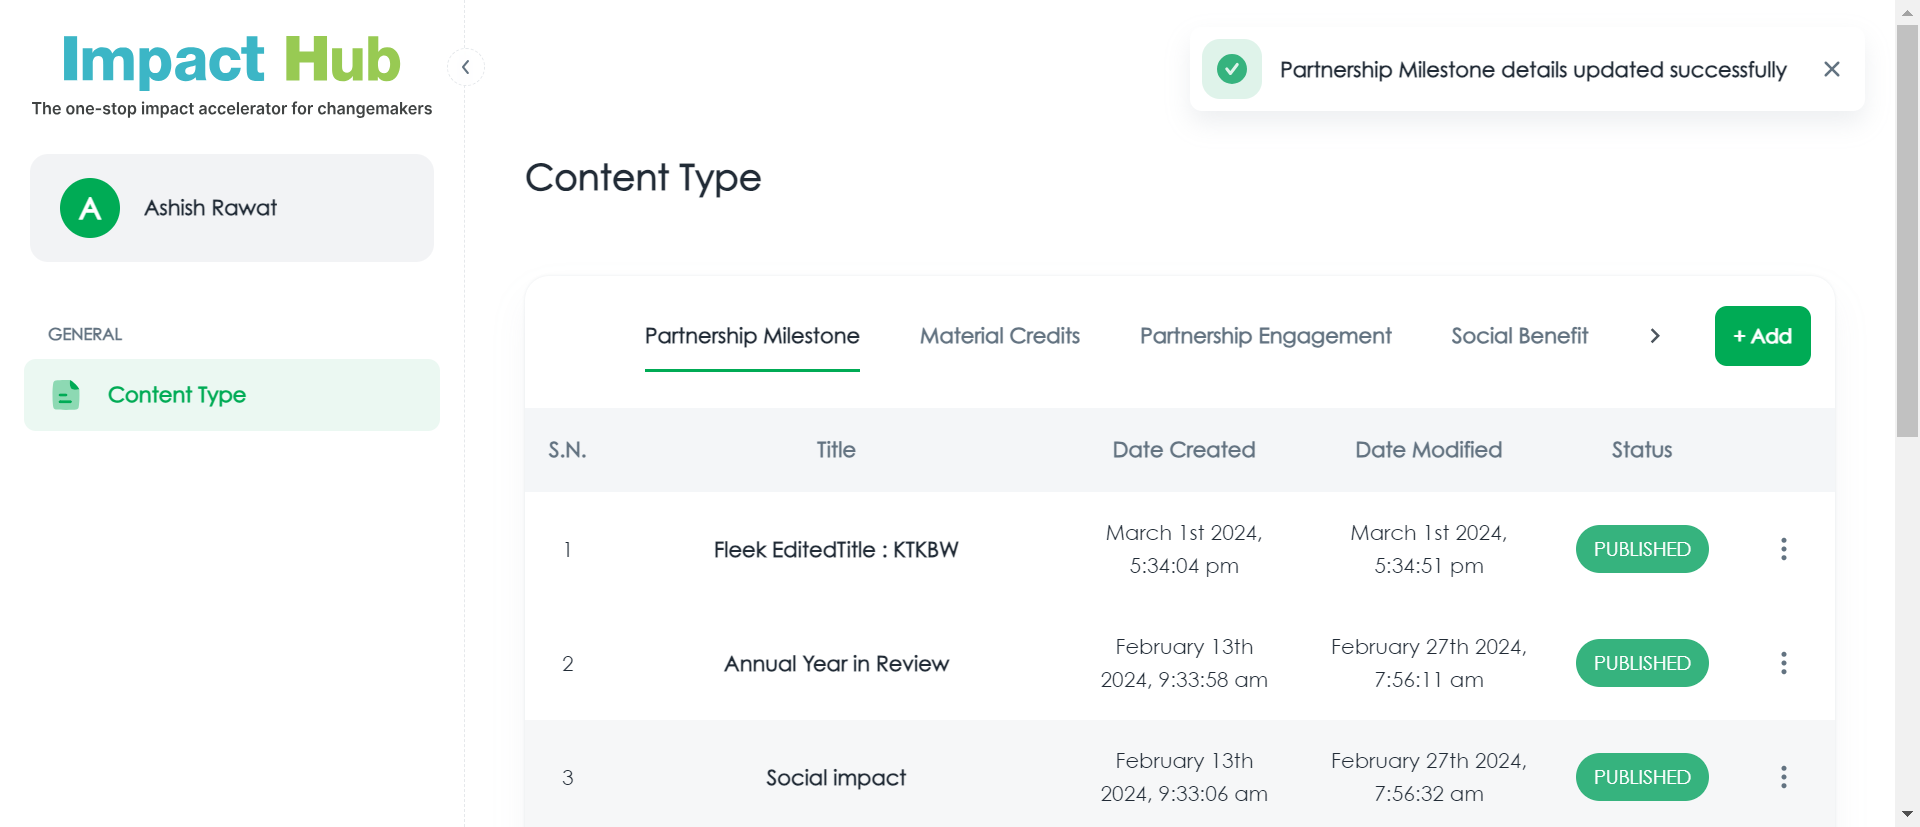 Impact Hub
The one-stop impact accelerator for changemakers
A
Ashish Rawat
GENERAL
Content Type
Partnership Milestone details updated successfully
Content Type
Partnership Milestone
Material Credits
Partnership Engagement
Social Benefit
+ Add
S.N.
Title
Date Created
Date Modified
Status
1
Fleek EditedTitle : KTKBW
March 1st 2024,
5:34:04 pm
March 1st 2024,
5:34:51 pm
PUBLISHED
2
Annual Year in Review
February 13th
2024, 9:33:58 am
February 27th 2024,
7:56:11 am
PUBLISHED
3
Social impact
February 13th
2024, 9:33:06 am
February 27th 2024,
7:56:32 am
PUBLISHED